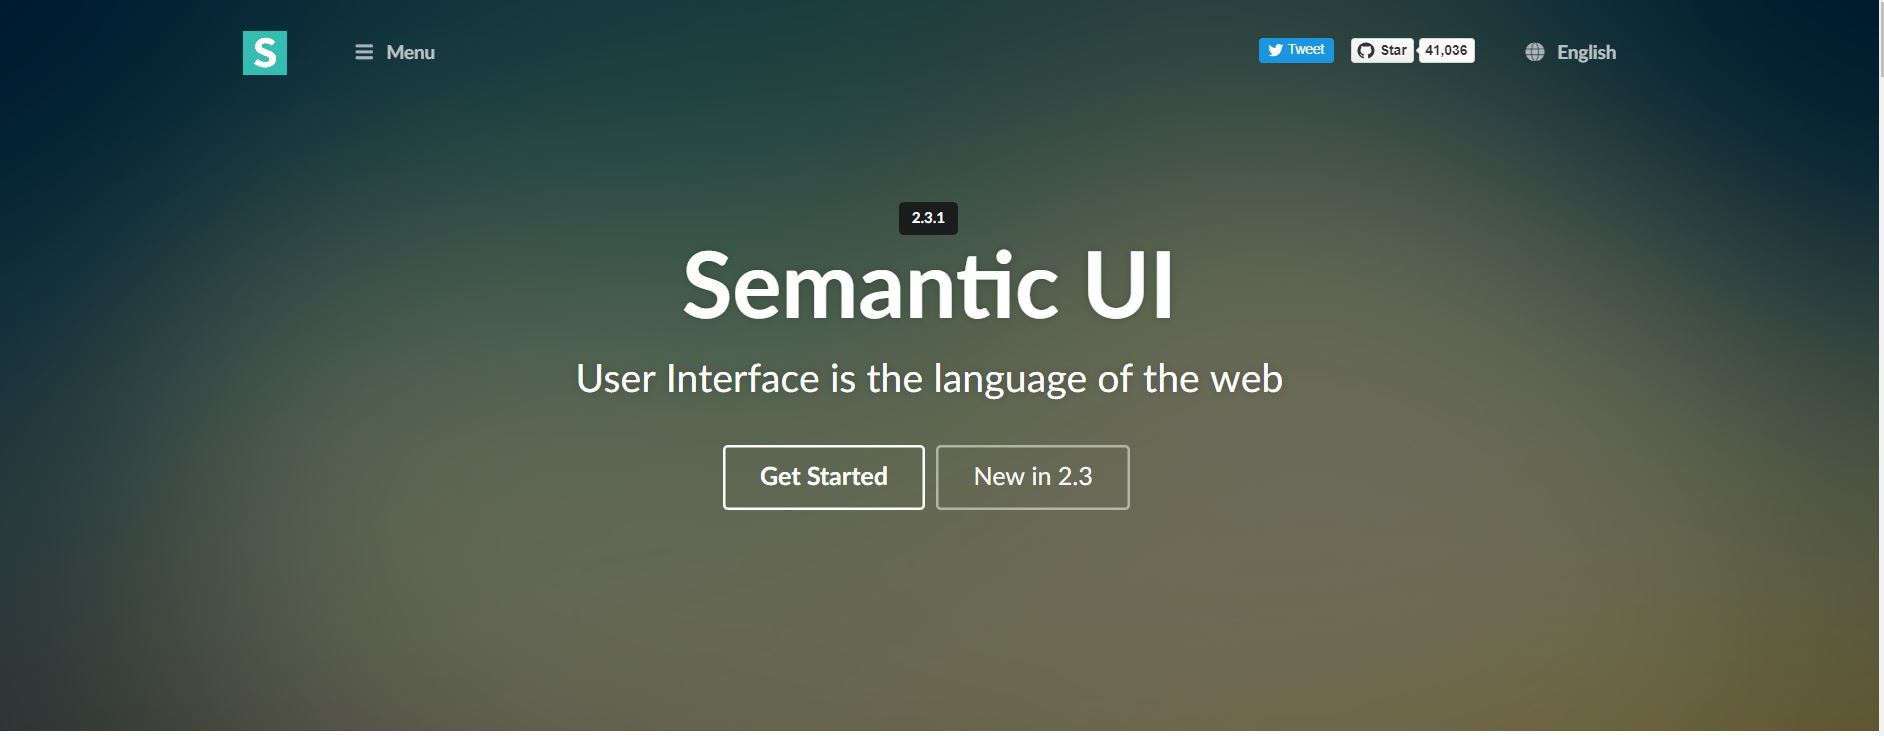 S Menu Tweet Star 41,036 English
2.3.1
Semantic UI
User Interface is the language of the web
Get Started New in 2.3